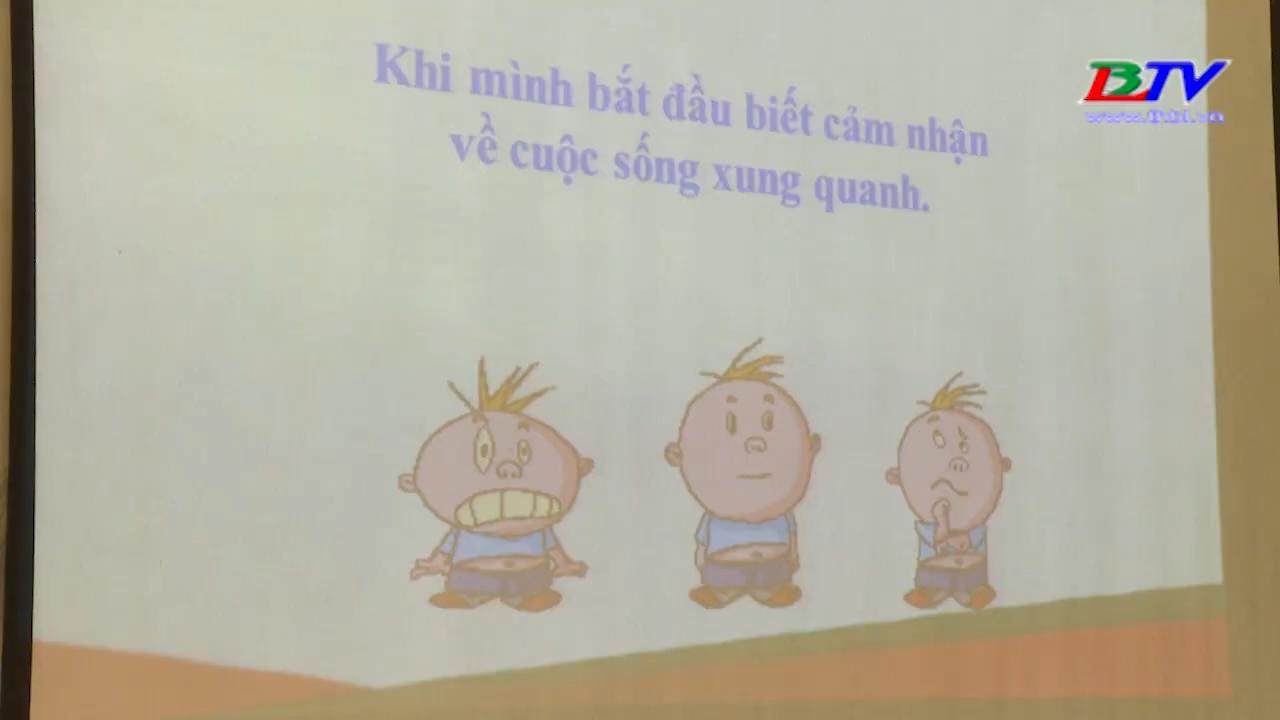 Khi mình bắt đầu biết cảm nhận
về cuộc sống xung quanh.
BTV